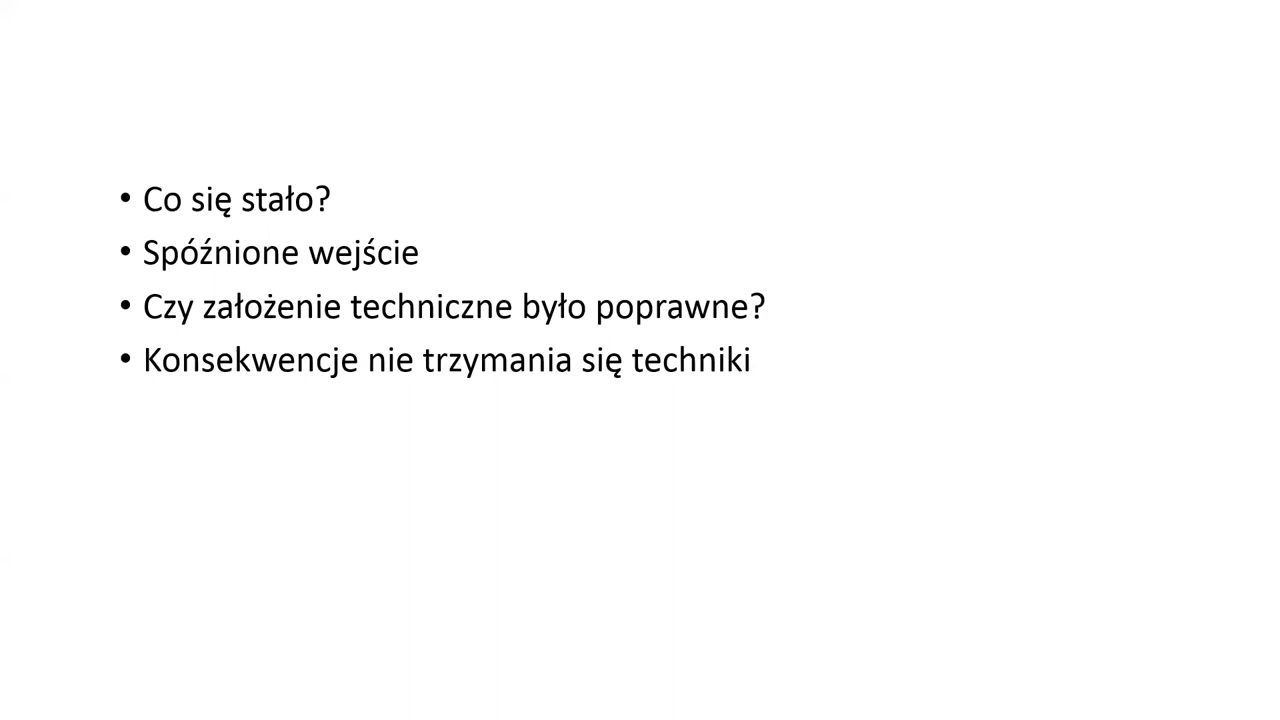 • Co się stało?
• Spóźnione wejście
• Czy założenie techniczne było poprawne?
• Konsekwencje nie trzymania się techniki